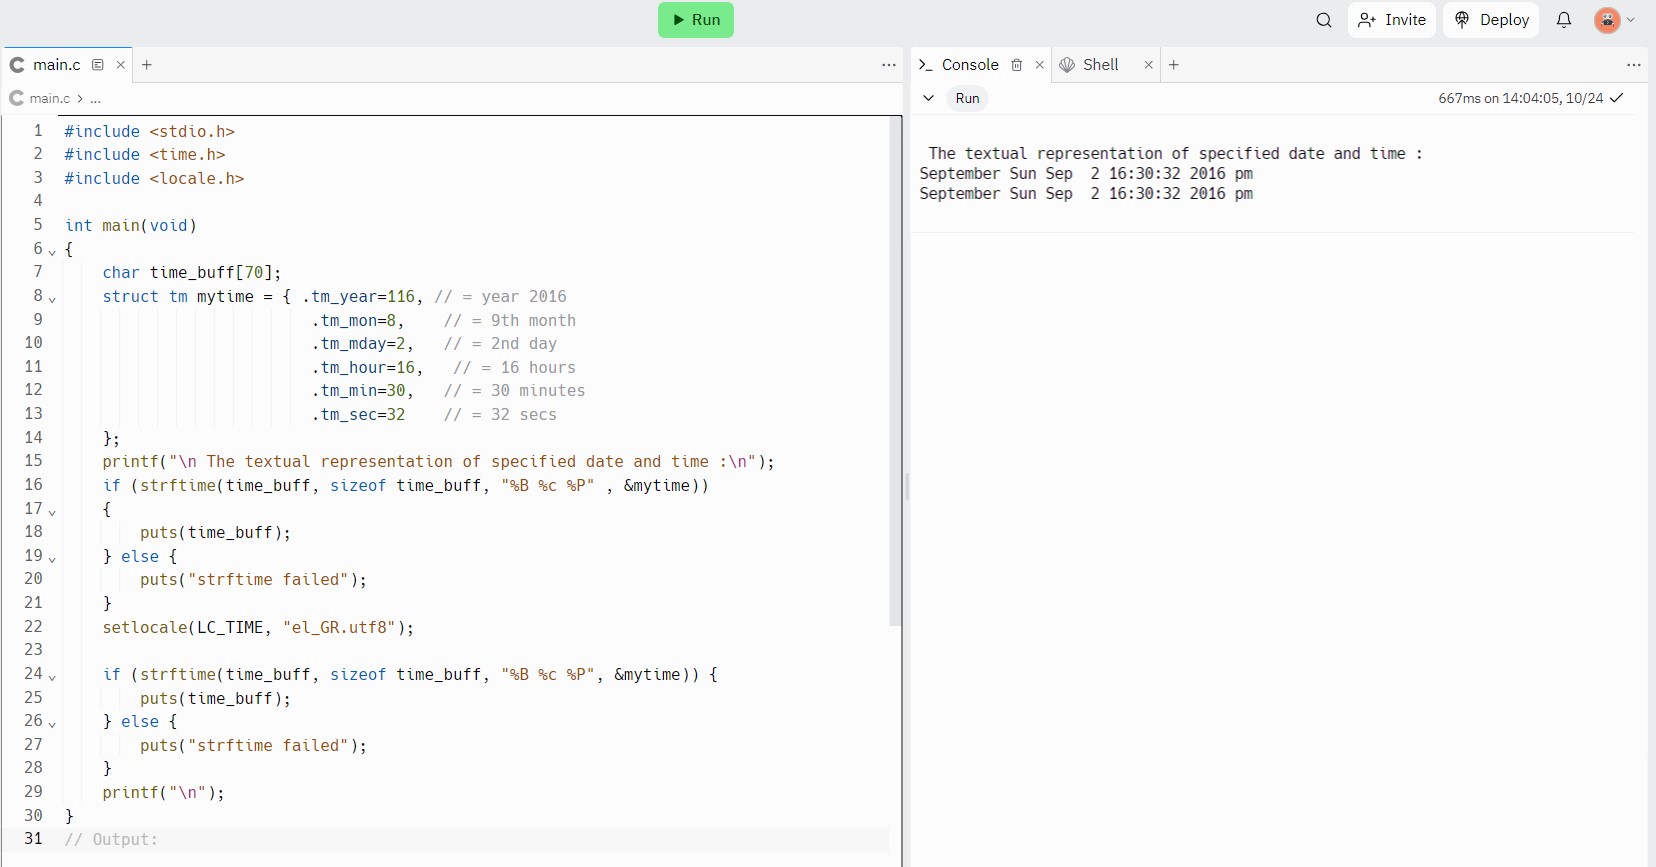 Run
Invite
Deploy
main.c
main.c > ...
1 #include <stdio.h>
2 #include <time.h>
3 #include <locale.h>
4
5 int main(void)
6 {
7     char time_buff[70];
8     struct tm mytime = { .tm_year=116, // = year 2016
9                           .tm_mon=8,    // = 9th month
10                          .tm_mday=2,   // = 2nd day
11                          .tm_hour=16,   // = 16 hours
12                          .tm_min=30,   // = 30 minutes
13                          .tm_sec=32    // = 32 secs
14    };
15    printf("\n The textual representation of specified date and time :\n");
16    if (strftime(time_buff, sizeof time_buff, "%B %c %P" , &mytime))
17    {
18        puts(time_buff);
19    } else {
20        puts("strftime failed");
21    }
22    setlocale(LC_TIME, "el_GR.utf8");
23
24    if (strftime(time_buff, sizeof time_buff, "%B %c %P", &mytime)) {
25        puts(time_buff);
26    } else {
27        puts("strftime failed");
28    }
29    printf("\n");
30 }
31 // Output:
Console
Shell
Run
667ms on 14:04:05, 10/24
The textual representation of specified date and time :
September Sun Sep  2 16:30:32 2016 pm
September Sun Sep  2 16:30:32 2016 pm